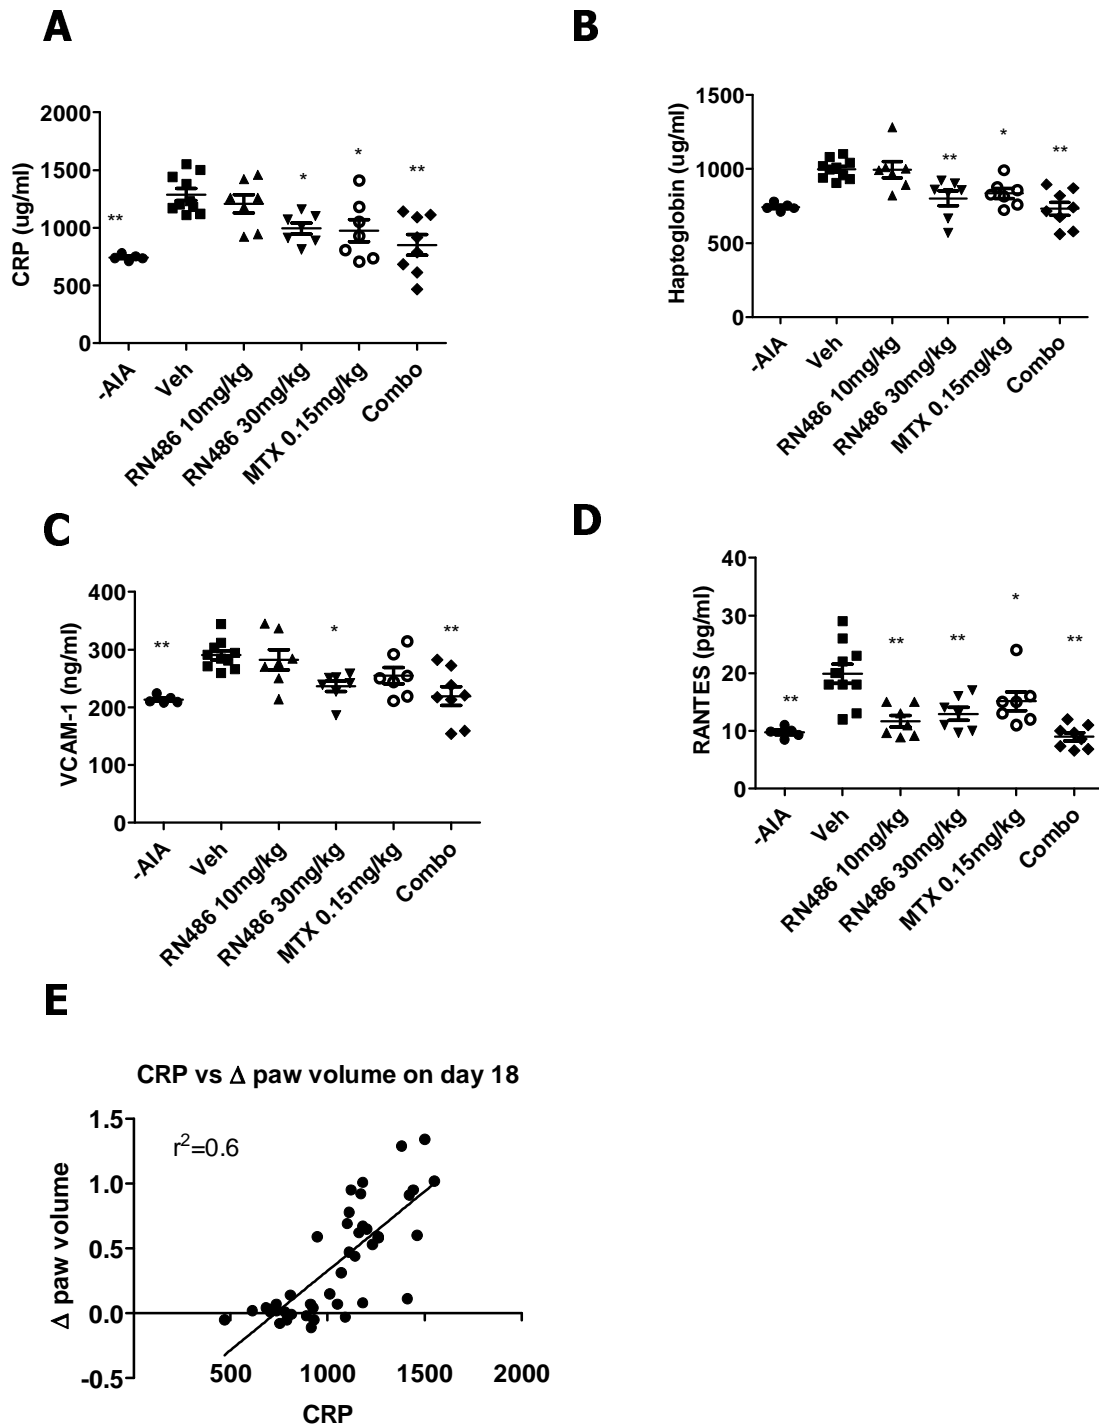 A
2000
1500
1000
500
0
CRP (ug/ml)
**
*
*
**
-AIA
Veh
RN486 10mg/kg
RN486 30mg/kg
MTX 0.15mg/kg
Combo
B
1500
1000
500
0
Haptoglobin (ug/ml)
**
*
**
-AIA
Veh
RN486 10mg/kg
RN486 30mg/kg
MTX 0.15mg/kg
Combo
C
400
300
200
100
0
VCAM-1 (ng/ml)
**
*
**
-AIA
Veh
RN486 10mg/kg
RN486 30mg/kg
MTX 0.15mg/kg
Combo
D
40
30
20
10
0
RANTES (pg/ml)
**
**
**
*
**
-AIA
Veh
RN486 10mg/kg
RN486 30mg/kg
MTX 0.15mg/kg
Combo
E
CRP vs Δ paw volume on day 18
r²=0.6
1.5
1.0
0.5
0.0
-0.5
Δ paw volume
500
1000
1500
2000
CRP